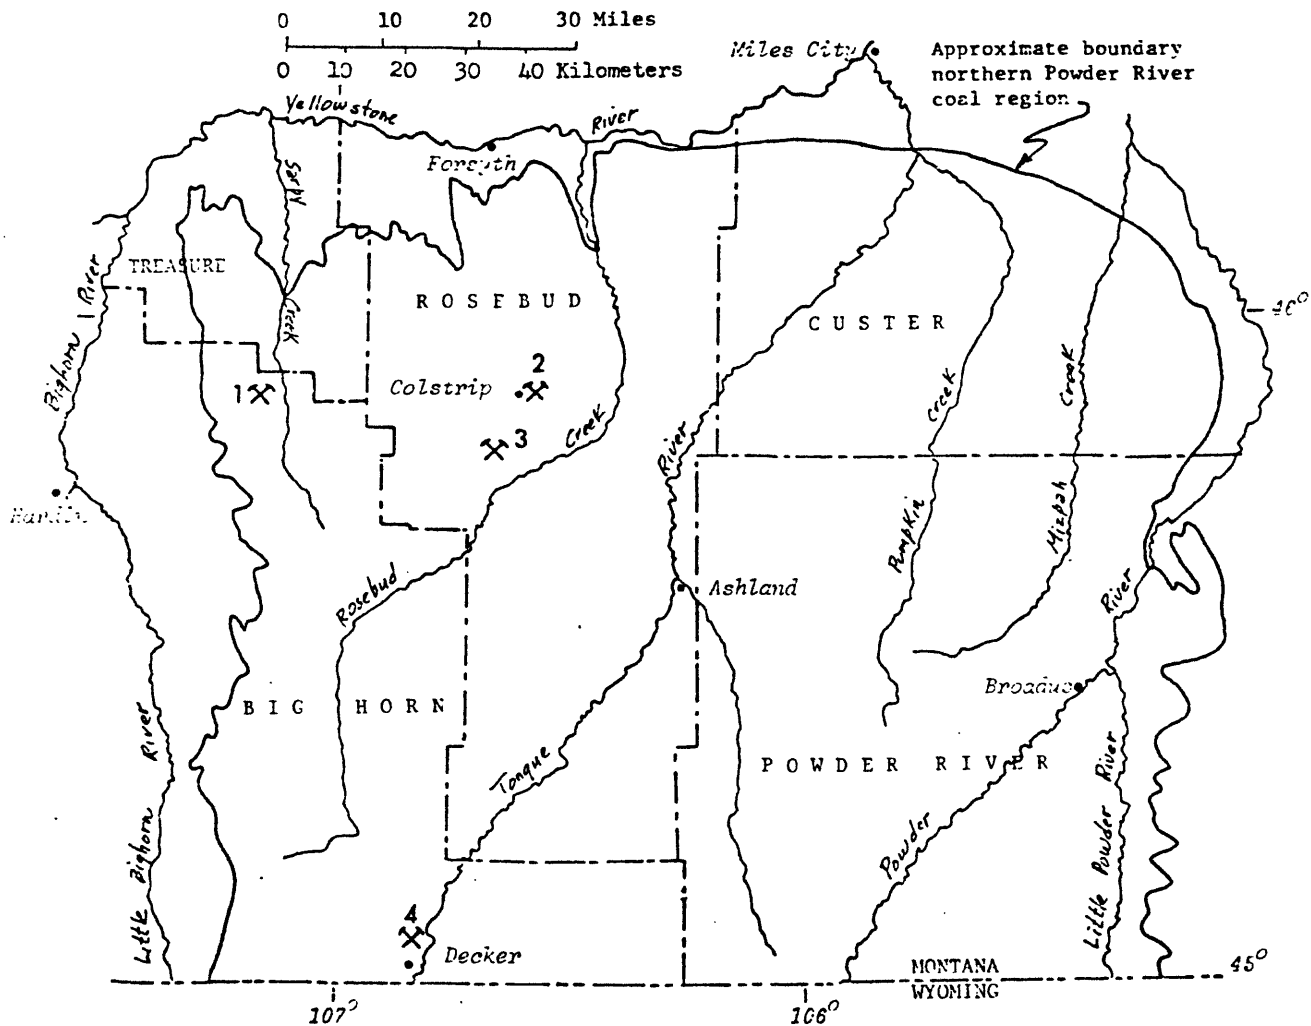 0 10 20 30 Miles
0 10 20 30 40 Kilometers
Miles City
Approximate boundary
northern Powder River
coal region
Yellowstone
River
Forsyth
Sarpy
Creek
TREASURE
Bighorn River
ROSEBUD
CUSTER
46°
1
Colstrip
2
3
Creek
River
Creek
Creek
Hardin
Pumpkin
Mizpah
Rosebud
Ashland
River
Broadus
BIG HORN
River
Tongue
POWDER RIVER
Powder
Little Powder River
Little Bighorn
4
Decker
MONTANA
WYOMING
45°
107°
106°